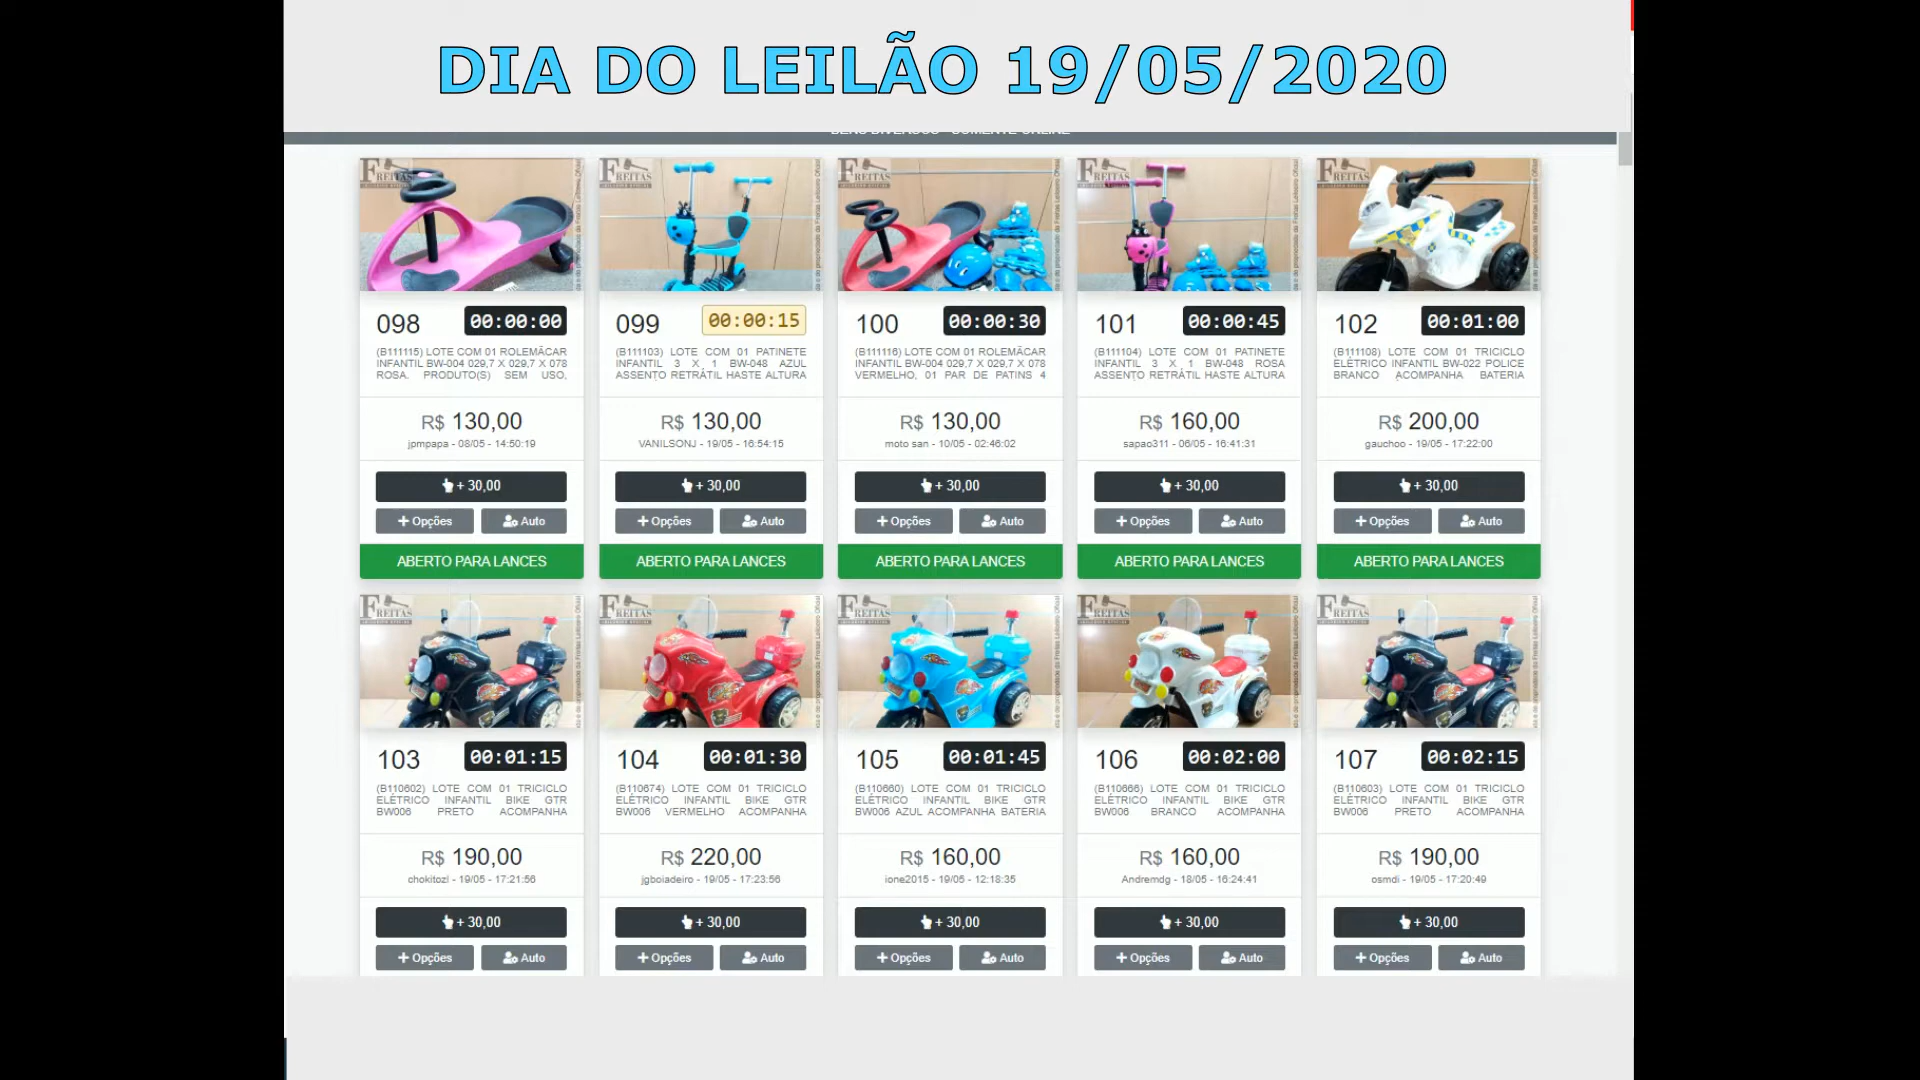 DIA DO LEILÃO 19/05/2020
BENS DIVERSOS - SOMENTE ONLINE
FREITAS
FREITAS
FREITAS
FREITAS
FREITAS
098 00:00:00
(B111115) LOTE COM 01 ROLEMÃCAR
INFANTIL BW-004 029,7 X 029,7 X 078
ROSA. PRODUTO(S) SEM USO,
R$ 130,00
jpmpapa - 08/05 - 14:50:19
+ 30,00
Opções Auto
ABERTO PARA LANCES
099 00:00:15
(B111103) LOTE COM 01 PATINETE
INFANTIL 3 X 1 BW-048 AZUL
ASSENTO RETRÁTIL HASTE ALTURA
R$ 130,00
VANILSONJ - 19/05 - 16:54:15
+ 30,00
Opções Auto
ABERTO PARA LANCES
100 00:00:30
(B111116) LOTE COM 01 ROLEMÃCAR
INFANTIL BW-004 029,7 X 029,7 X 078
VERMELHO, 01 PAR DE PATINS 4
R$ 130,00
moto san - 10/05 - 02:46:02
+ 30,00
Opções Auto
ABERTO PARA LANCES
101 00:00:45
(B111104) LOTE COM 01 PATINETE
INFANTIL 3 X 1 BW-048 ROSA
ASSENTO RETRÁTIL HASTE ALTURA
R$ 160,00
sapao311 - 06/05 - 16:41:31
+ 30,00
Opções Auto
ABERTO PARA LANCES
102 00:01:00
(B111108) LOTE COM 01 TRICICLO
ELÉTRICO INFANTIL BW-022 POLICE
BRANCO ACOMPANHA BATERIA
R$ 200,00
gauchoo - 19/05 - 17:22:00
+ 30,00
Opções Auto
ABERTO PARA LANCES
FREITAS
FREITAS
FREITAS
FREITAS
FREITAS
103 00:01:15
(B110602) LOTE COM 01 TRICICLO
ELÉTRICO INFANTIL BIKE GTR
BW006 PRETO ACOMPANHA
R$ 190,00
chokitozl - 19/05 - 17:21:56
+ 30,00
Opções Auto
104 00:01:30
(B110674) LOTE COM 01 TRICICLO
ELÉTRICO INFANTIL BIKE GTR
BW006 VERMELHO ACOMPANHA
R$ 220,00
jgboiadeiro - 19/05 - 17:23:56
+ 30,00
Opções Auto
105 00:01:45
(B110660) LOTE COM 01 TRICICLO
ELÉTRICO INFANTIL BIKE GTR
BW006 AZUL ACOMPANHA BATERIA
R$ 160,00
ione2015 - 19/05 - 12:18:35
+ 30,00
Opções Auto
106 00:02:00
(B110666) LOTE COM 01 TRICICLO
ELÉTRICO INFANTIL BIKE GTR
BW006 BRANCO ACOMPANHA
R$ 160,00
Andremdg - 18/05 - 16:24:41
+ 30,00
Opções Auto
107 00:02:15
(B110603) LOTE COM 01 TRICICLO
ELÉTRICO INFANTIL BIKE GTR
BW006 PRETO ACOMPANHA
R$ 190,00
osmdi - 19/05 - 17:20:49
+ 30,00
Opções Auto